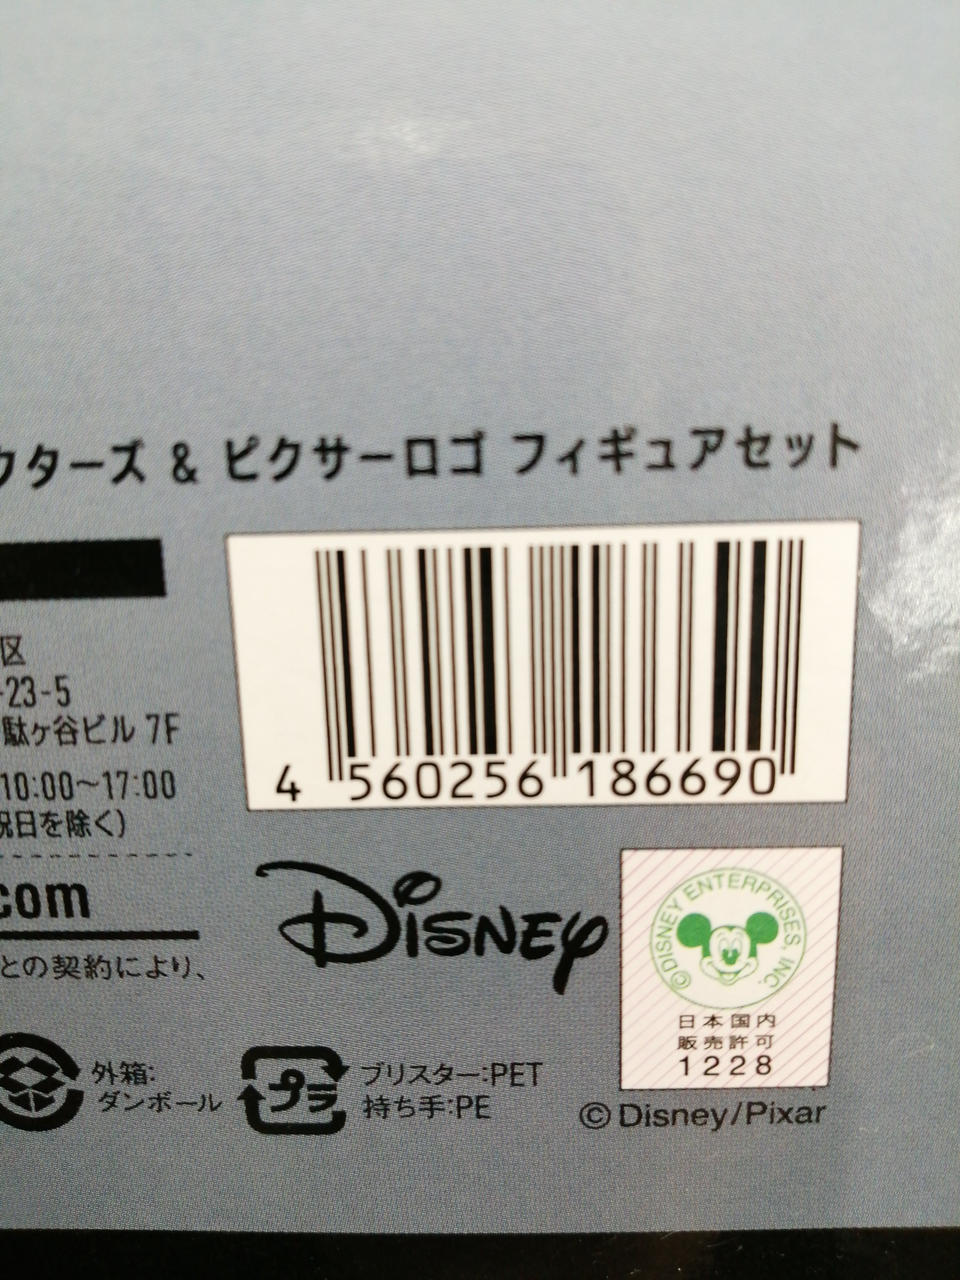 クターズ & ピクサーロゴ フィギュアセット
区
-23-5
駄ヶ谷ビル 7F
10:00～17:00
祝日を除く)
com
との契約により、
4 560256 186690
Disney
©DISNEY ENTERPRISES, INC.
日本国内
販売許可
1228
外箱:
ダンボール
プラ
ブリスター:PET
持ち手:PE
©Disney/Pixar